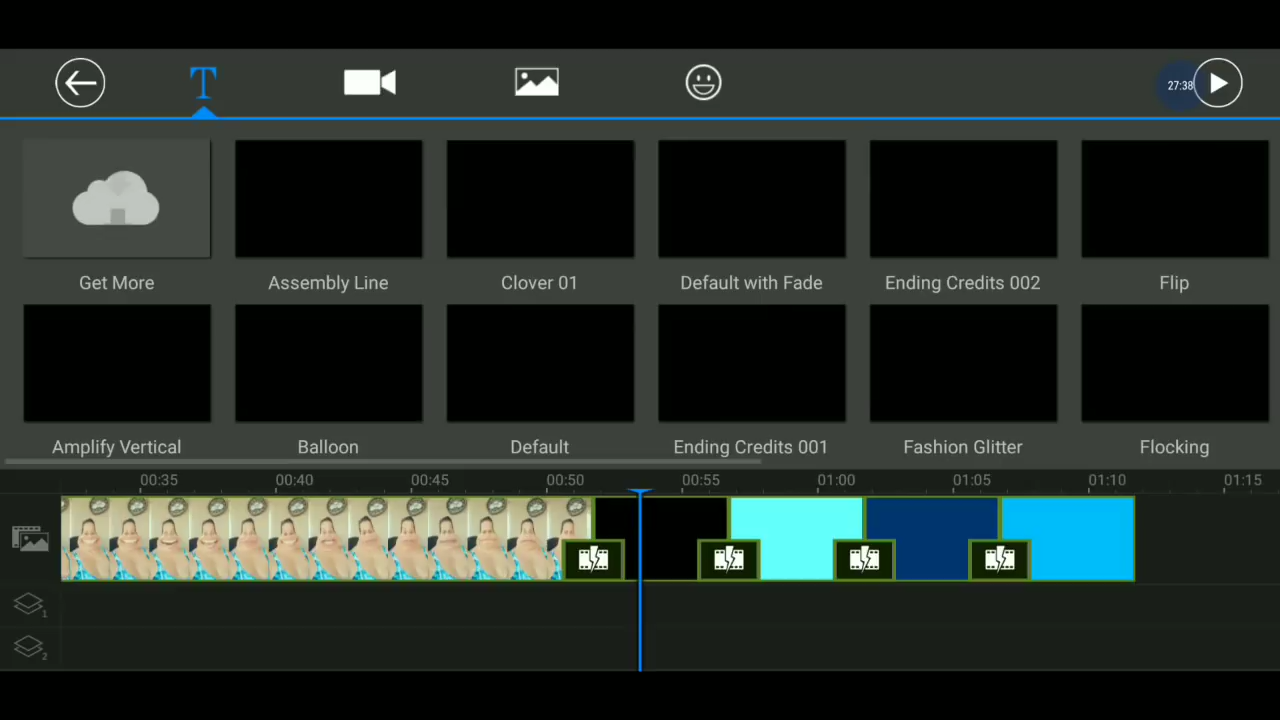 T
27:38
Get More
Assembly Line
Clover 01
Default with Fade
Ending Credits 002
Flip
Amplify Vertical
Balloon
Default
Ending Credits 001
Fashion Glitter
Flocking
00:35 00:40 00:45 00:50 00:55 01:00 01:05 01:10 01:15
1
2